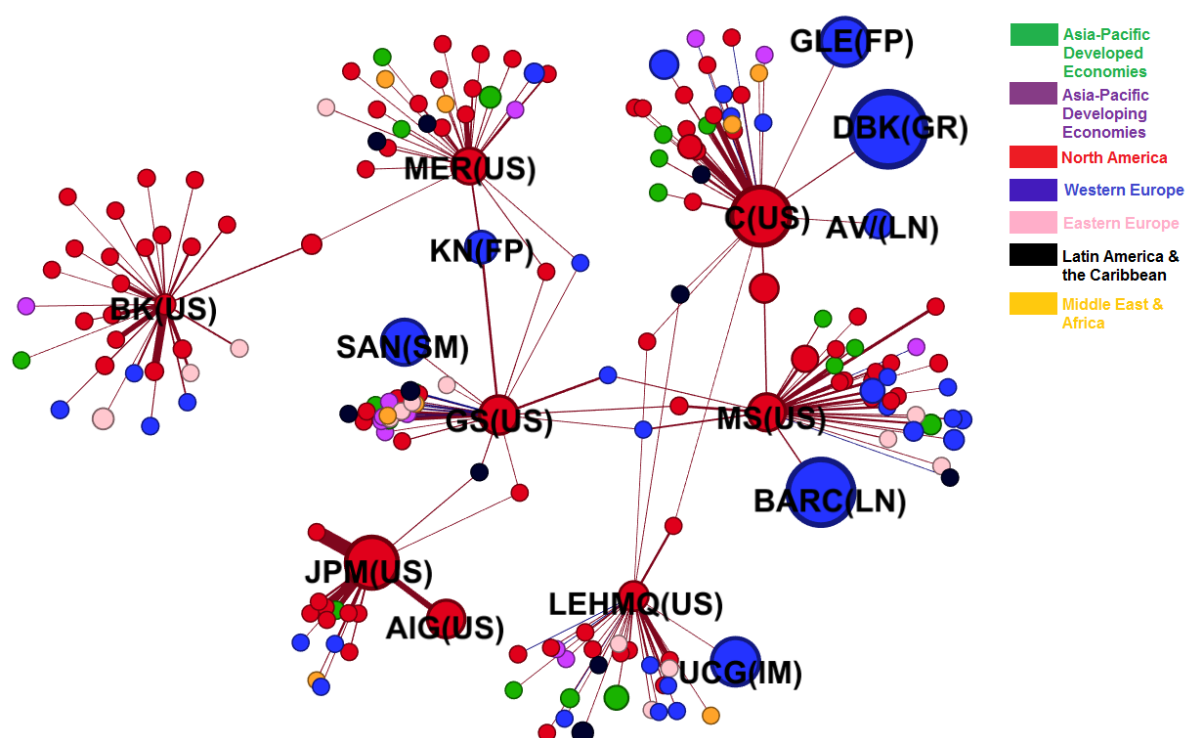 GLE(FP)
DBK(GR)
MER(US)
C(US)
AV/(LN)
KN(FP)
BK(US)
SAN(SM)
GS(US)
MS(US)
BARC(LN)
JPM(US)
AIG(US)
LEHMQ(US)
UCG(IM)
Asia-Pacific
Developed
Economies
Asia-Pacific
Developing
Economies
North America
Western Europe
Eastern Europe
Latin America &
the Caribbean
Middle East &
Africa